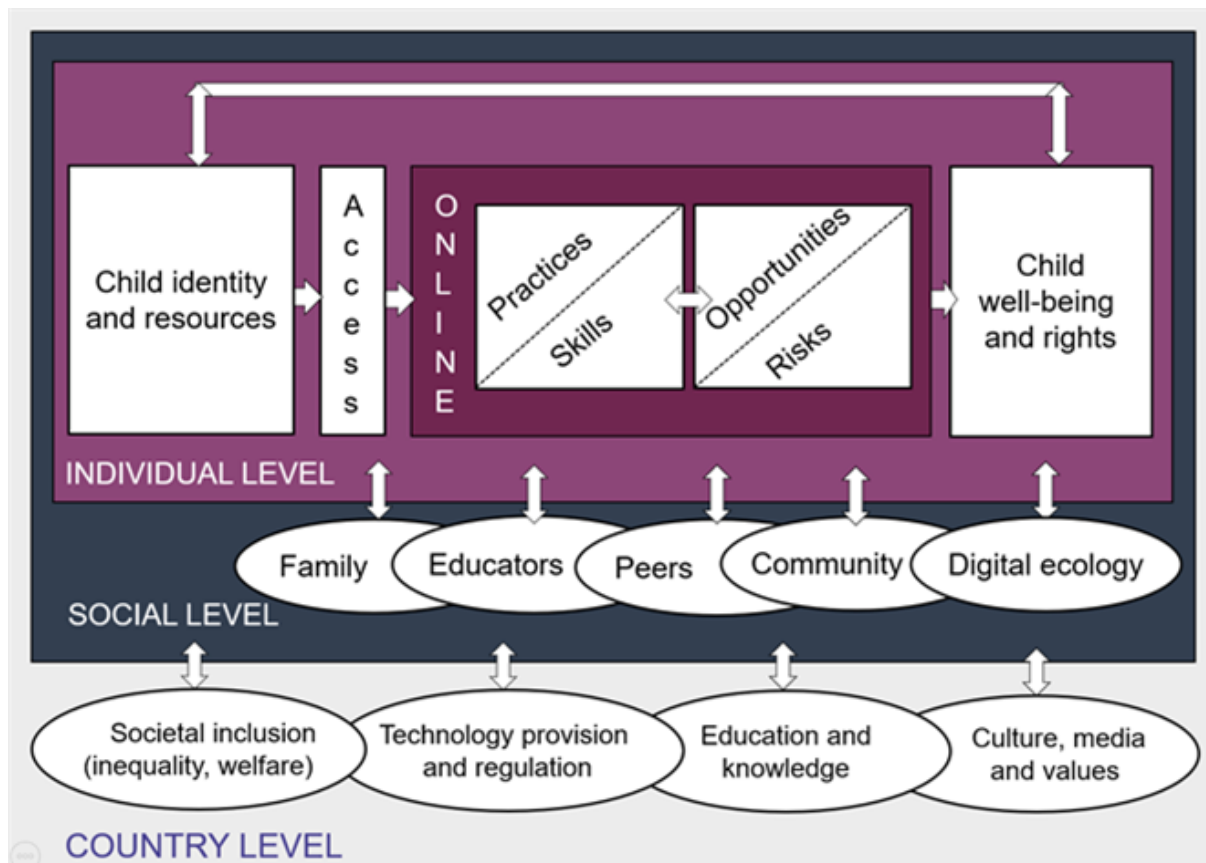 Child identity
and resources
Access
ONLINE
Practices
Skills
Opportunities
Risks
Child
well-being
and rights
INDIVIDUAL LEVEL
Family
Educators
Peers
Community
Digital ecology
SOCIAL LEVEL
Societal inclusion
(inequality, welfare)
Technology provision
and regulation
Education and
knowledge
Culture, media
and values
COUNTRY LEVEL